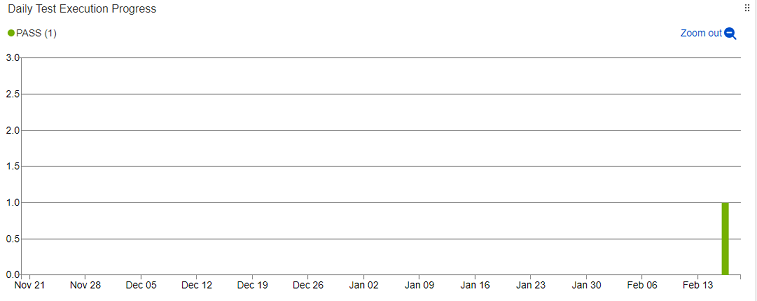 Daily Test Execution Progress
PASS (1)
Zoom out
3.0
2.5
2.0
1.5
1.0
0.5
0.0
Nov 21 Nov 28 Dec 05 Dec 12 Dec 19 Dec 26 Jan 02 Jan 09 Jan 16 Jan 23 Jan 30 Feb 06 Feb 13